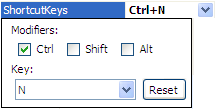 ShortcutKeys Ctrl+N
Modifiers:
Ctrl Shift Alt
Key:
N Reset